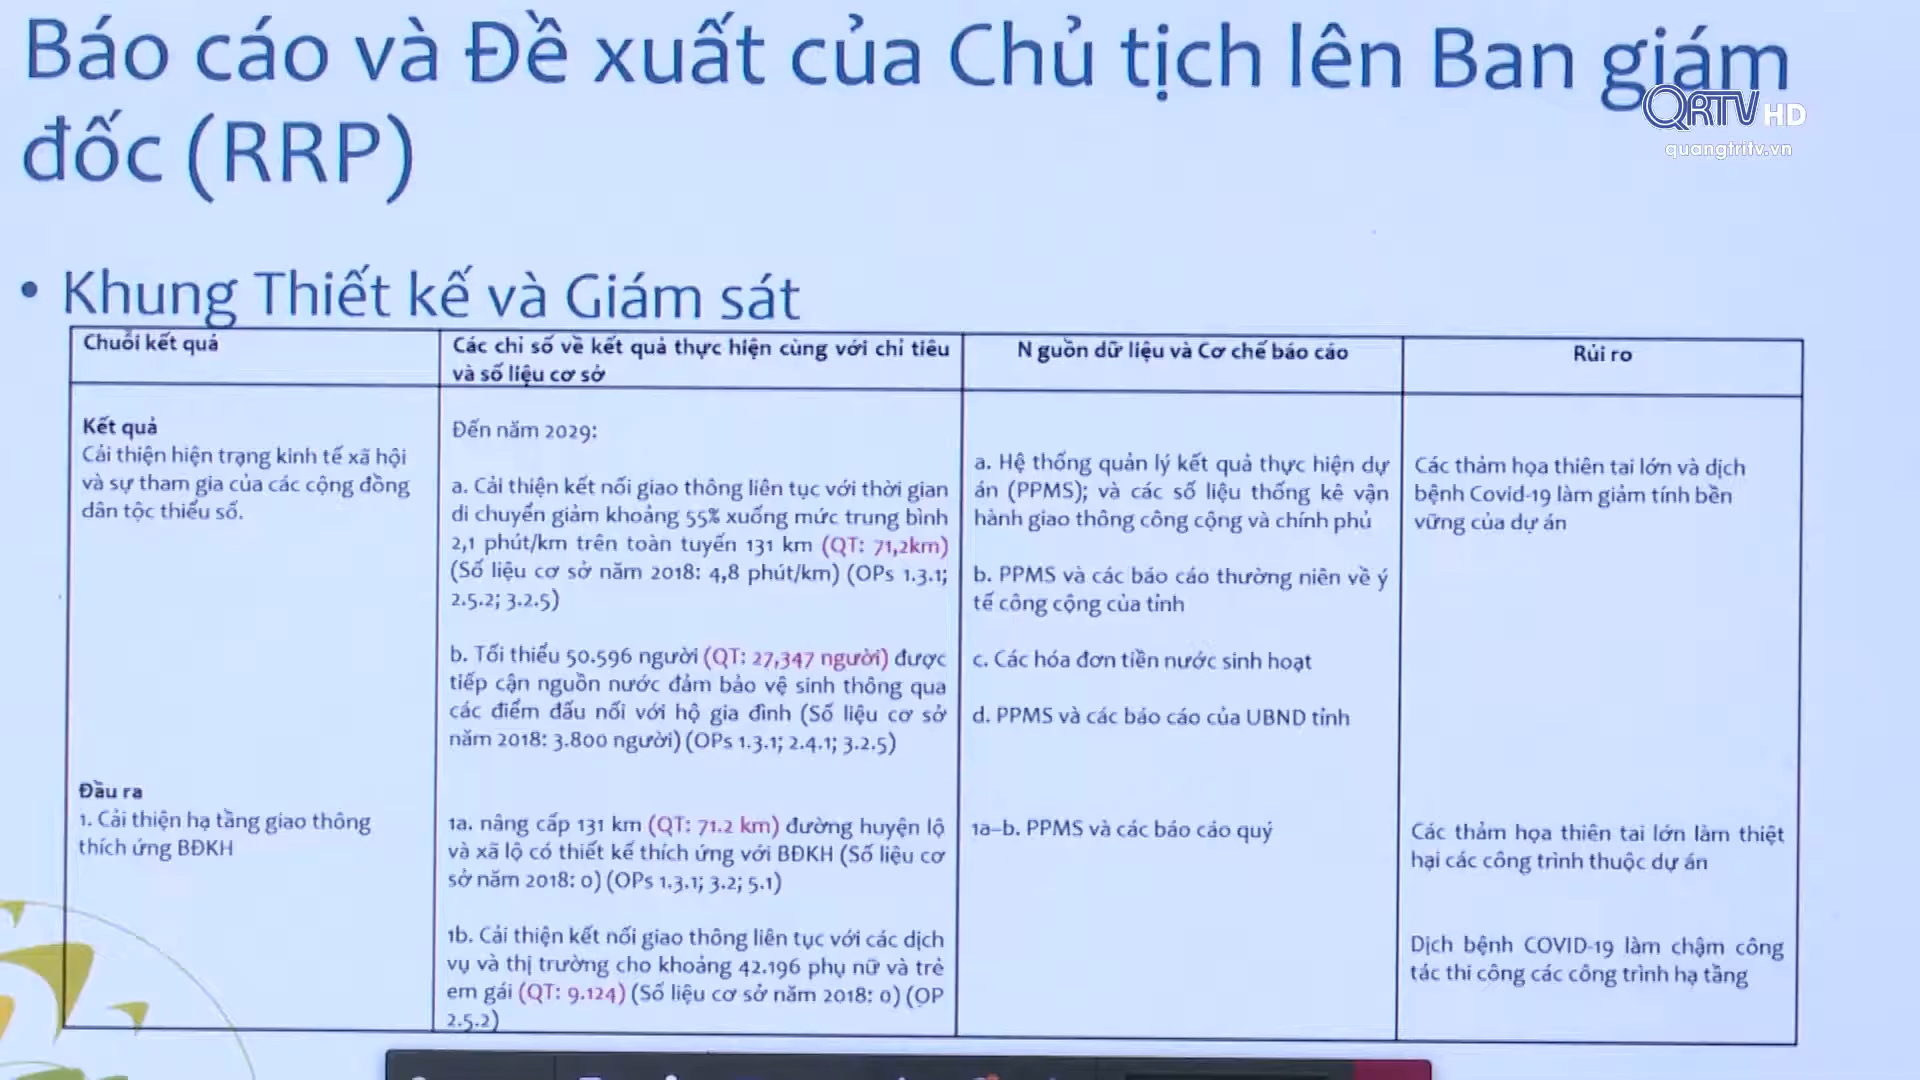 Báo cáo và Đề xuất của Chủ tịch lên Ban giám
đốc (RRP)
QRTV HD
quangtritv.vn
• Khung Thiết kế và Giám sát
Chuỗi kết quả
Các chỉ số về kết quả thực hiện cùng với chỉ tiêu
và số liệu cơ sở
N guồn dữ liệu và Cơ chế báo cáo
Rủi ro
Kết quả
Cải thiện hiện trạng kinh tế xã hội
và sự tham gia của các cộng đồng
dân tộc thiểu số.
Đến năm 2029:
a. Cải thiện kết nối giao thông liên tục với thời gian
di chuyển giảm khoảng 55% xuống mức trung bình
2,1 phút/km trên toàn tuyến 131 km (QT: 71,2km)
(Số liệu cơ sở năm 2018: 4,8 phút/km) (OPs 1.3.1;
2.5.2; 3.2.5)
b. Tối thiểu 50.596 người (QT: 27,347 người) được
tiếp cận nguồn nước đảm bảo vệ sinh thông qua
các điểm đấu nối với hộ gia đình (Số liệu cơ sở
năm 2018: 3.800 người) (OPs 1.3.1; 2.4.1; 3.2.5)
a. Hệ thống quản lý kết quả thực hiện dự
án (PPMS); và các số liệu thống kê vận
hành giao thông công cộng và chính phủ
b. PPMS và các báo cáo thường niên về ý
tế công cộng của tỉnh
c. Các hóa đơn tiền nước sinh hoạt
d. PPMS và các báo cáo của UBND tỉnh
Các thảm họa thiên tai lớn và dịch
bệnh Covid-19 làm giảm tính bền
vững của dự án
Đầu ra
1. Cải thiện hạ tầng giao thông
thích ứng BĐKH
1a. nâng cấp 131 km (QT: 71.2 km) đường huyện lộ
và xã lộ có thiết kế thích ứng với BĐKH (Số liệu cơ
sở năm 2018: 0) (OPs 1.3.1; 3.2; 5.1)
1b. Cải thiện kết nối giao thông liên tục với các dịch
vụ và thị trường cho khoảng 42.196 phụ nữ và trẻ
em gái (QT: 9.124) (Số liệu cơ sở năm 2018: 0) (OP
2.5.2)
1a–b. PPMS và các báo cáo quý
Các thảm họa thiên tai lớn làm thiệt
hại các công trình thuộc dự án
Dịch bệnh COVID-19 làm chậm công
tác thi công các công trình hạ tầng